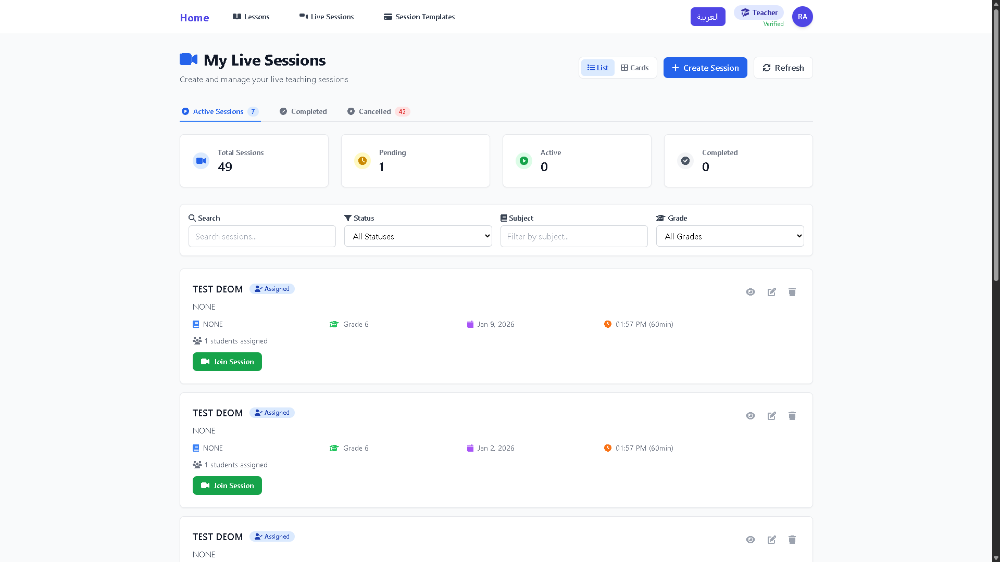 Home
Lessons
Live Sessions
Session Templates
العربية
Teacher
Verified
RA
My Live Sessions
Create and manage your live teaching sessions
List
Cards
Create Session
Refresh
Active Sessions 7
Completed
Cancelled 42
Total Sessions
49
Pending
1
Active
0
Completed
0
Search
Search sessions...
Status
All Statuses
Subject
Filter by subject...
Grade
All Grades
TEST DEOM Assigned
NONE
NONE Grade 6 Jan 9, 2026 01:57 PM (60min)
1 students assigned
Join Session
TEST DEOM Assigned
NONE
NONE Grade 6 Jan 2, 2026 01:57 PM (60min)
1 students assigned
Join Session
TEST DEOM Assigned
NONE